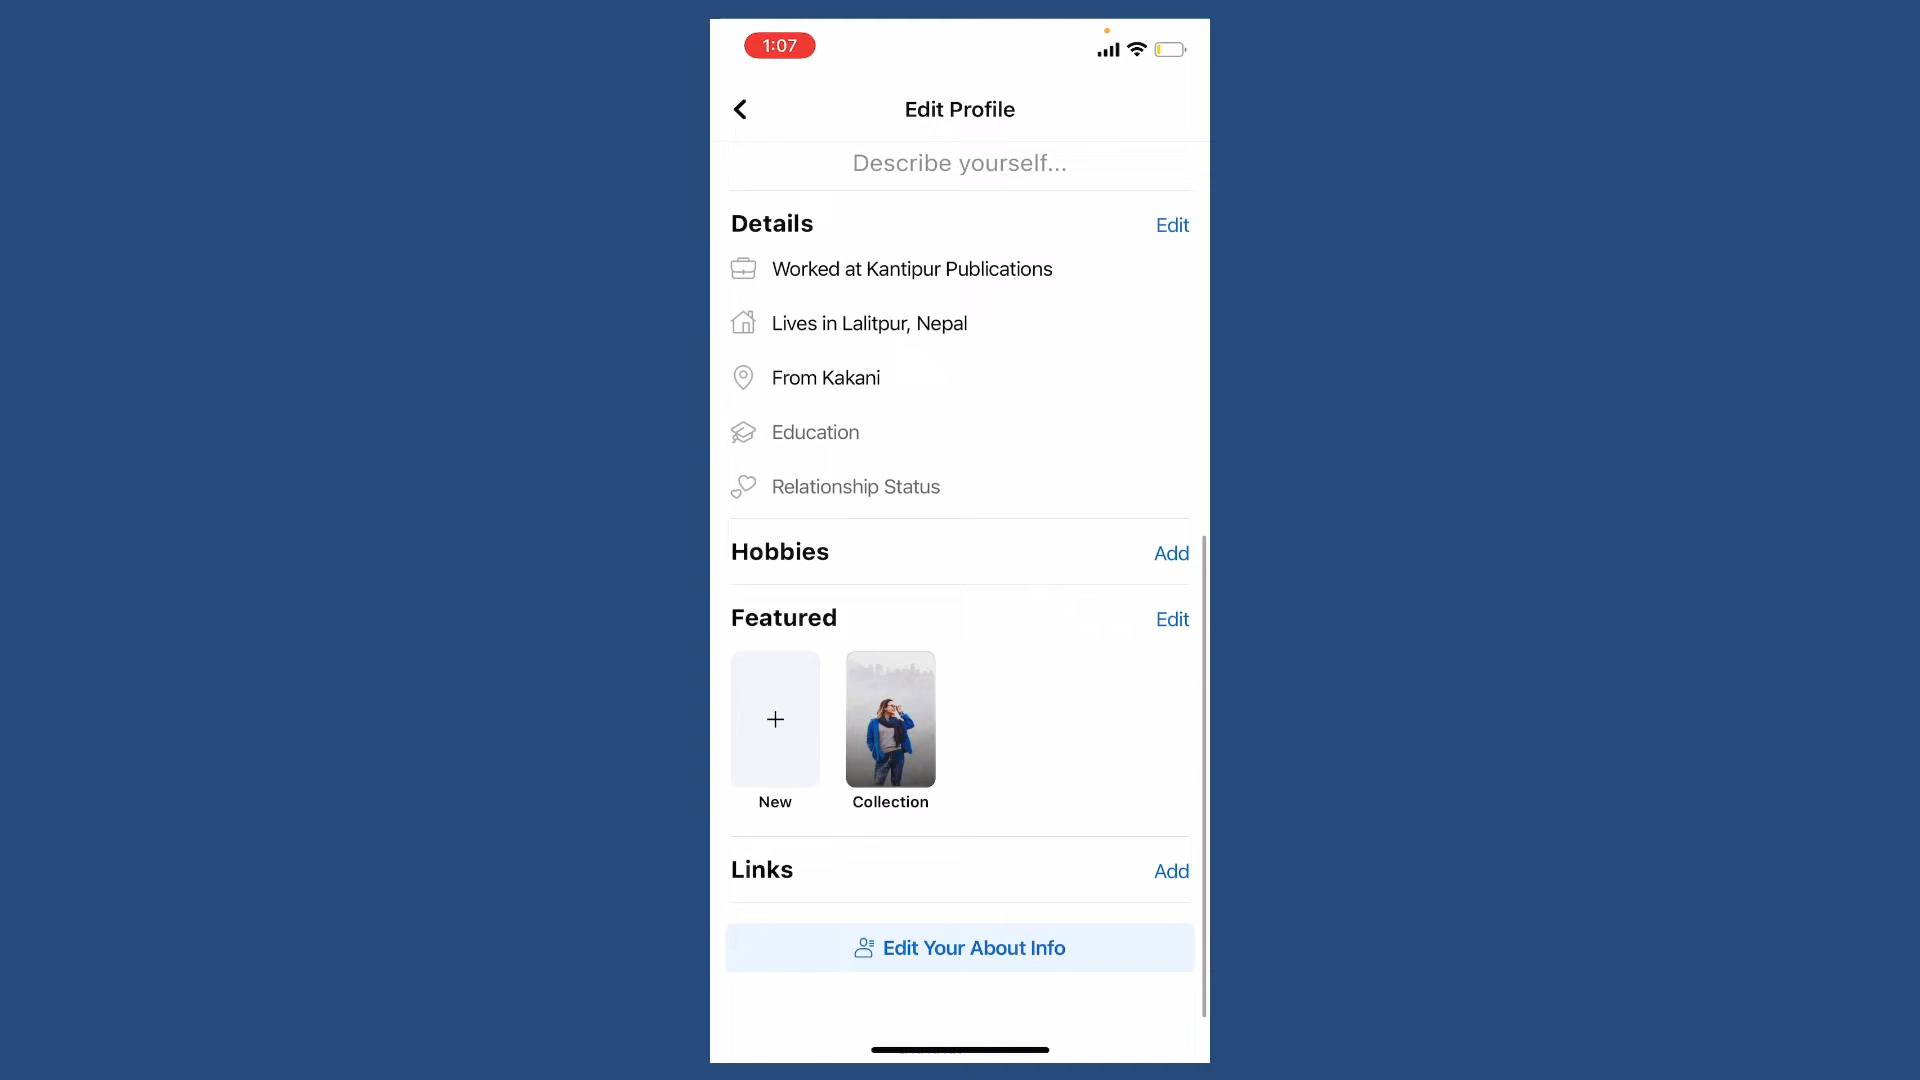 1:07
Edit Profile
Describe yourself...
Details
Edit
Worked at Kantipur Publications
Lives in Lalitpur, Nepal
From Kakani
Education
Relationship Status
Hobbies
Add
Featured
Edit
New
Collection
Links
Add
Edit Your About Info